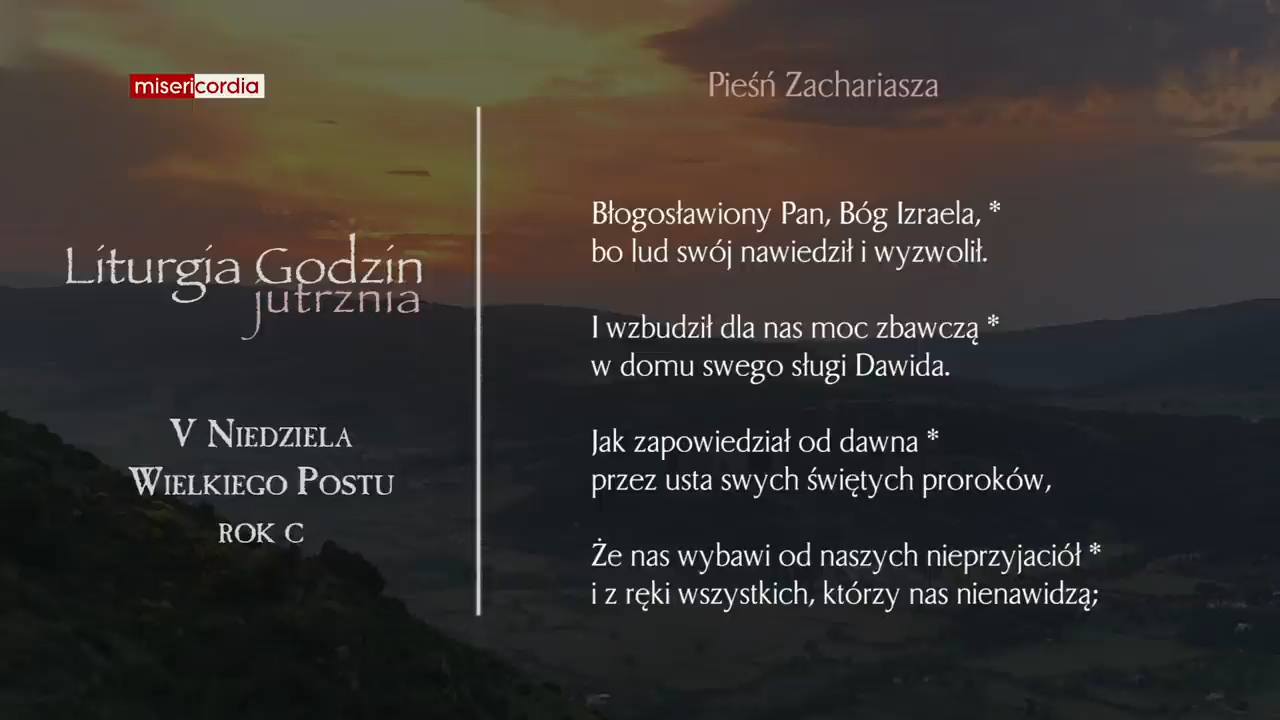 misericordia
Liturgia Godzin
jutrznia
V Niedziela
Wielkiego Postu
rok C
Pieśń Zachariasza
Błogosławiony Pan, Bóg Izraela, *
bo lud swój nawiedził i wyzwolił.
I wzbudził dla nas moc zbawczą *
w domu swego sługi Dawida.
Jak zapowiedział od dawna *
przez usta swych świętych proroków,
Że nas wybawi od naszych nieprzyjaciół *
i z ręki wszystkich, którzy nas nienawidzą;